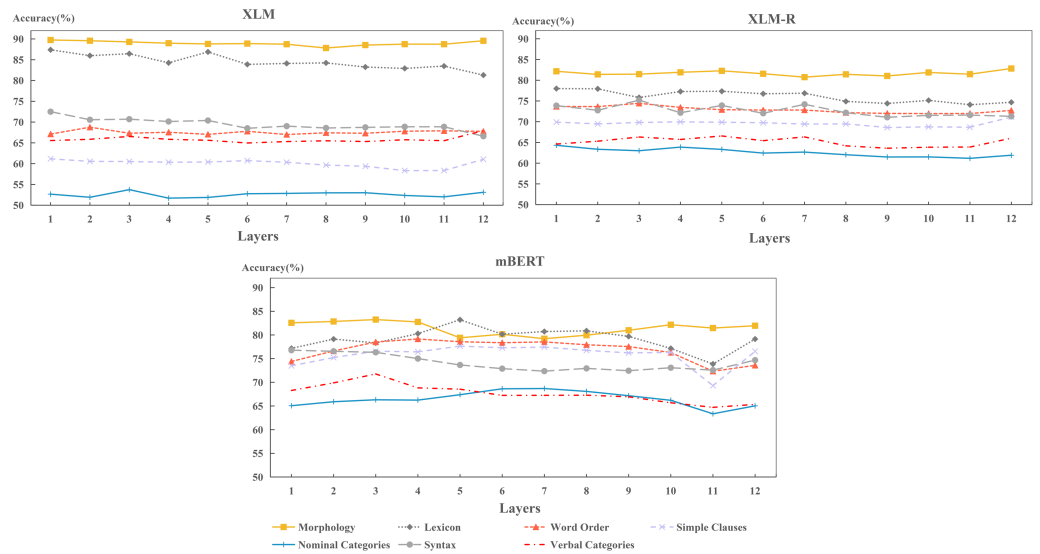 XLM
Accuracy(%)
90
85
80
75
70
65
60
55
50
1 2 3 4 5 6 7 8 9 10 11 12
Layers
XLM-R
Accuracy(%)
90
85
80
75
70
65
60
55
50
1 2 3 4 5 6 7 8 9 10 11 12
Layers
mBERT
Accuracy(%)
90
85
80
75
70
65
60
55
50
1 2 3 4 5 6 7 8 9 10 11 12
Layers
Morphology Lexicon Word Order Simple Clauses
Nominal Categories Syntax Verbal Categories